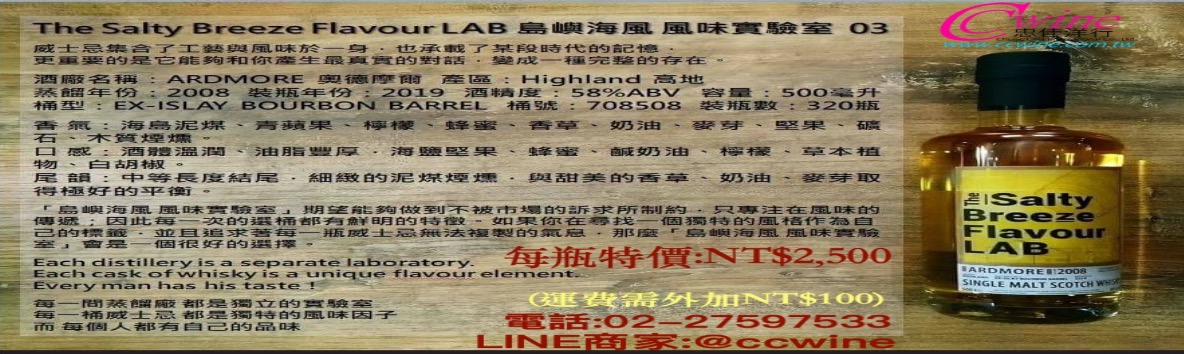 The Salty Breeze Flavour LAB 島嶼海風 風味實驗室 03
威士忌集合了工藝與風味於一身，也承載了某段時代的記憶，
更重要的是它能夠和你產生最真實的對話，變成一種完整的存在。
酒廠名稱：ARDMORE 奧德摩爾 產區：Highland 高地
蒸餾年份：2008 裝瓶年份：2019 酒精度：58%ABV 容量：500毫升
桶型：EX-ISLAY BOURBON BARREL 桶號：708508 裝瓶數：320瓶
香氣：海島泥煤、青蘋果、檸檬、蜂蜜、香草、奶油、麥芽、堅果、礦
石、木質煙燻。
口感：酒體溫潤、油脂豐厚，海鹽堅果、蜂蜜、鹹奶油、檸檬、草本植
物、白胡椒。
尾韻：中等長度結尾，細緻的泥煤煙燻，與甜美的香草、奶油、麥芽取
得極好的平衡。
「島嶼海風 風味實驗室」期望能夠做到不被市場的訴求所制約，只專注在風味的
傳遞，因此每一次的選桶都有鮮明的特徵。如果你在尋找一個獨特的風格作為自
己的標籤，並且追求著每一瓶威士忌無法複製的氣息，那麼「島嶼海風 風味實驗
室」會是一個很好的選擇。
Each distillery is a separate laboratory.
Each cask of whisky is a unique flavour element.
Every man has his taste !
每一間蒸餾廠 都是獨立的實驗室
每一桶威士忌 都是獨特的風味因子
而 每個人都有自己的品味
每瓶特價:NT$2,500
(運費需外加NT$100)
電話:02-27597533
LINE商家:@ccwine
CCwine
忠仕洋行
www.ccwine.com.tw
The Salty
Breeze
Flavour
LAB
ARDMORE 2008
SINGLE MALT SCOTCH WHISKY